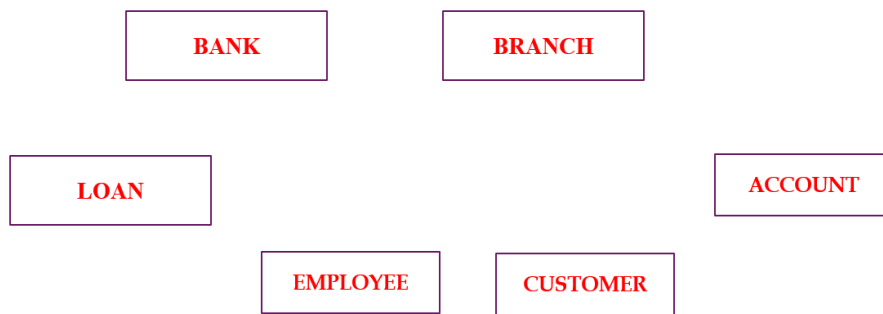 BANK
BRANCH
LOAN
ACCOUNT
EMPLOYEE
CUSTOMER